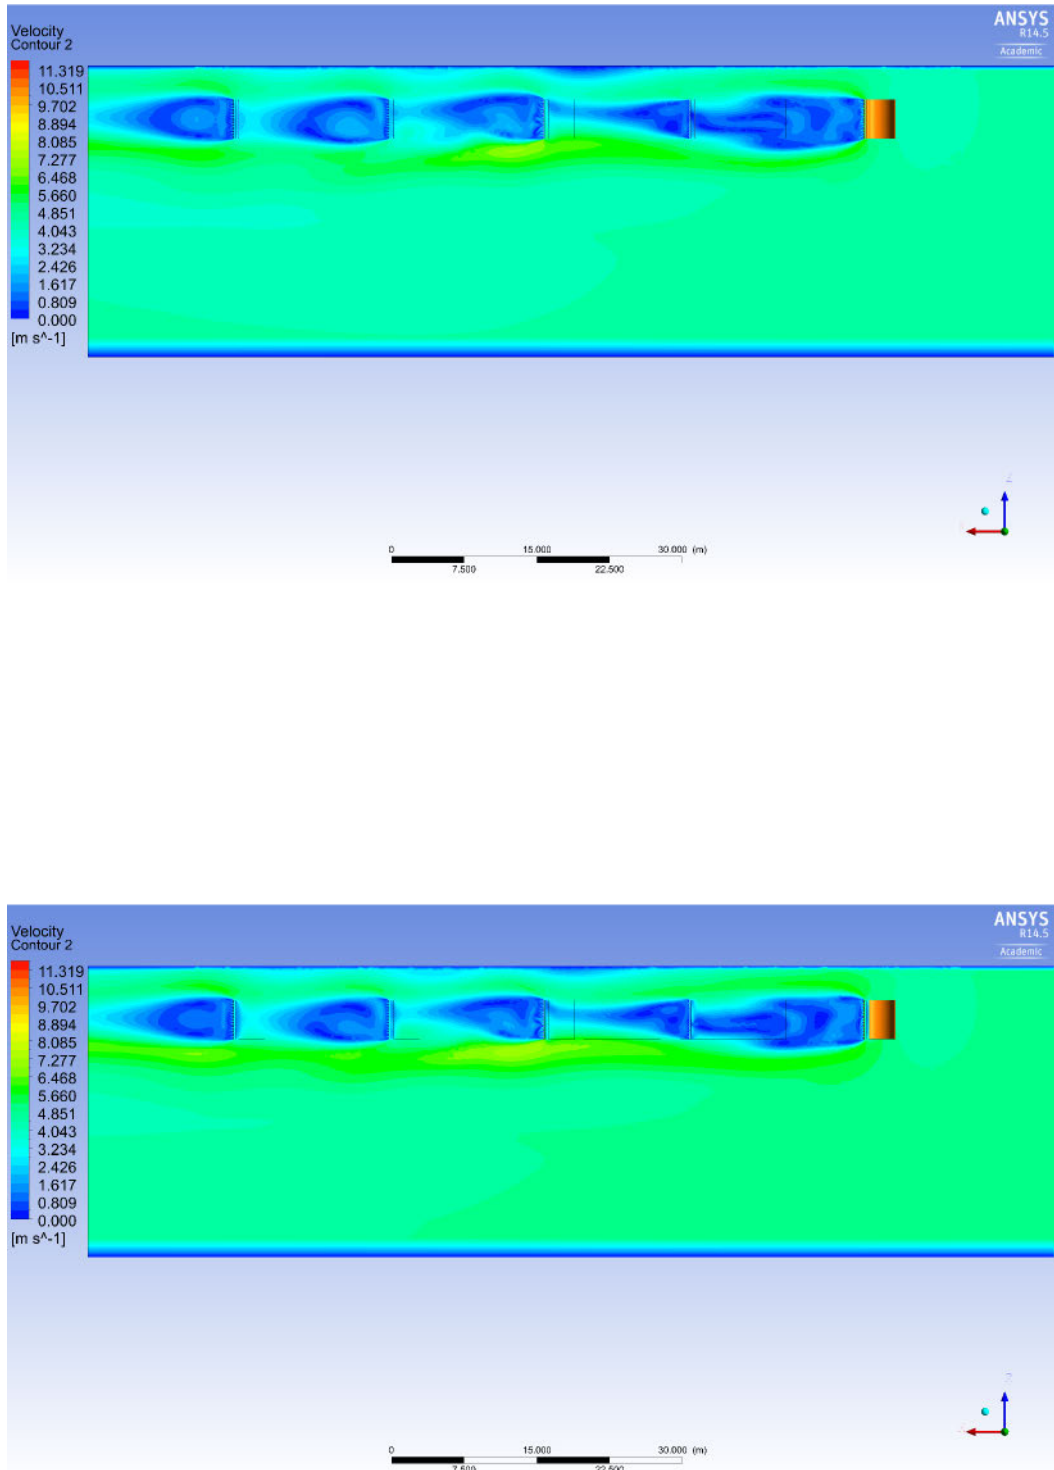 Velocity
Contour 2
ANSYS
R14.5
Academic
11.319
10.511
9.702
8.894
8.085
7.277
6.468
5.660
4.851
4.043
3.234
2.426
1.617
0.809
0.000
[m s^-1]
Z
0 15.000 30.000 (m)
7.500 22.500
Velocity
Contour 2
ANSYS
R14.5
Academic
11.319
10.511
9.702
8.894
8.085
7.277
6.468
5.660
4.851
4.043
3.234
2.426
1.617
0.809
0.000
[m s^-1]
Z
0 15.000 30.000 (m)
7.500 22.500